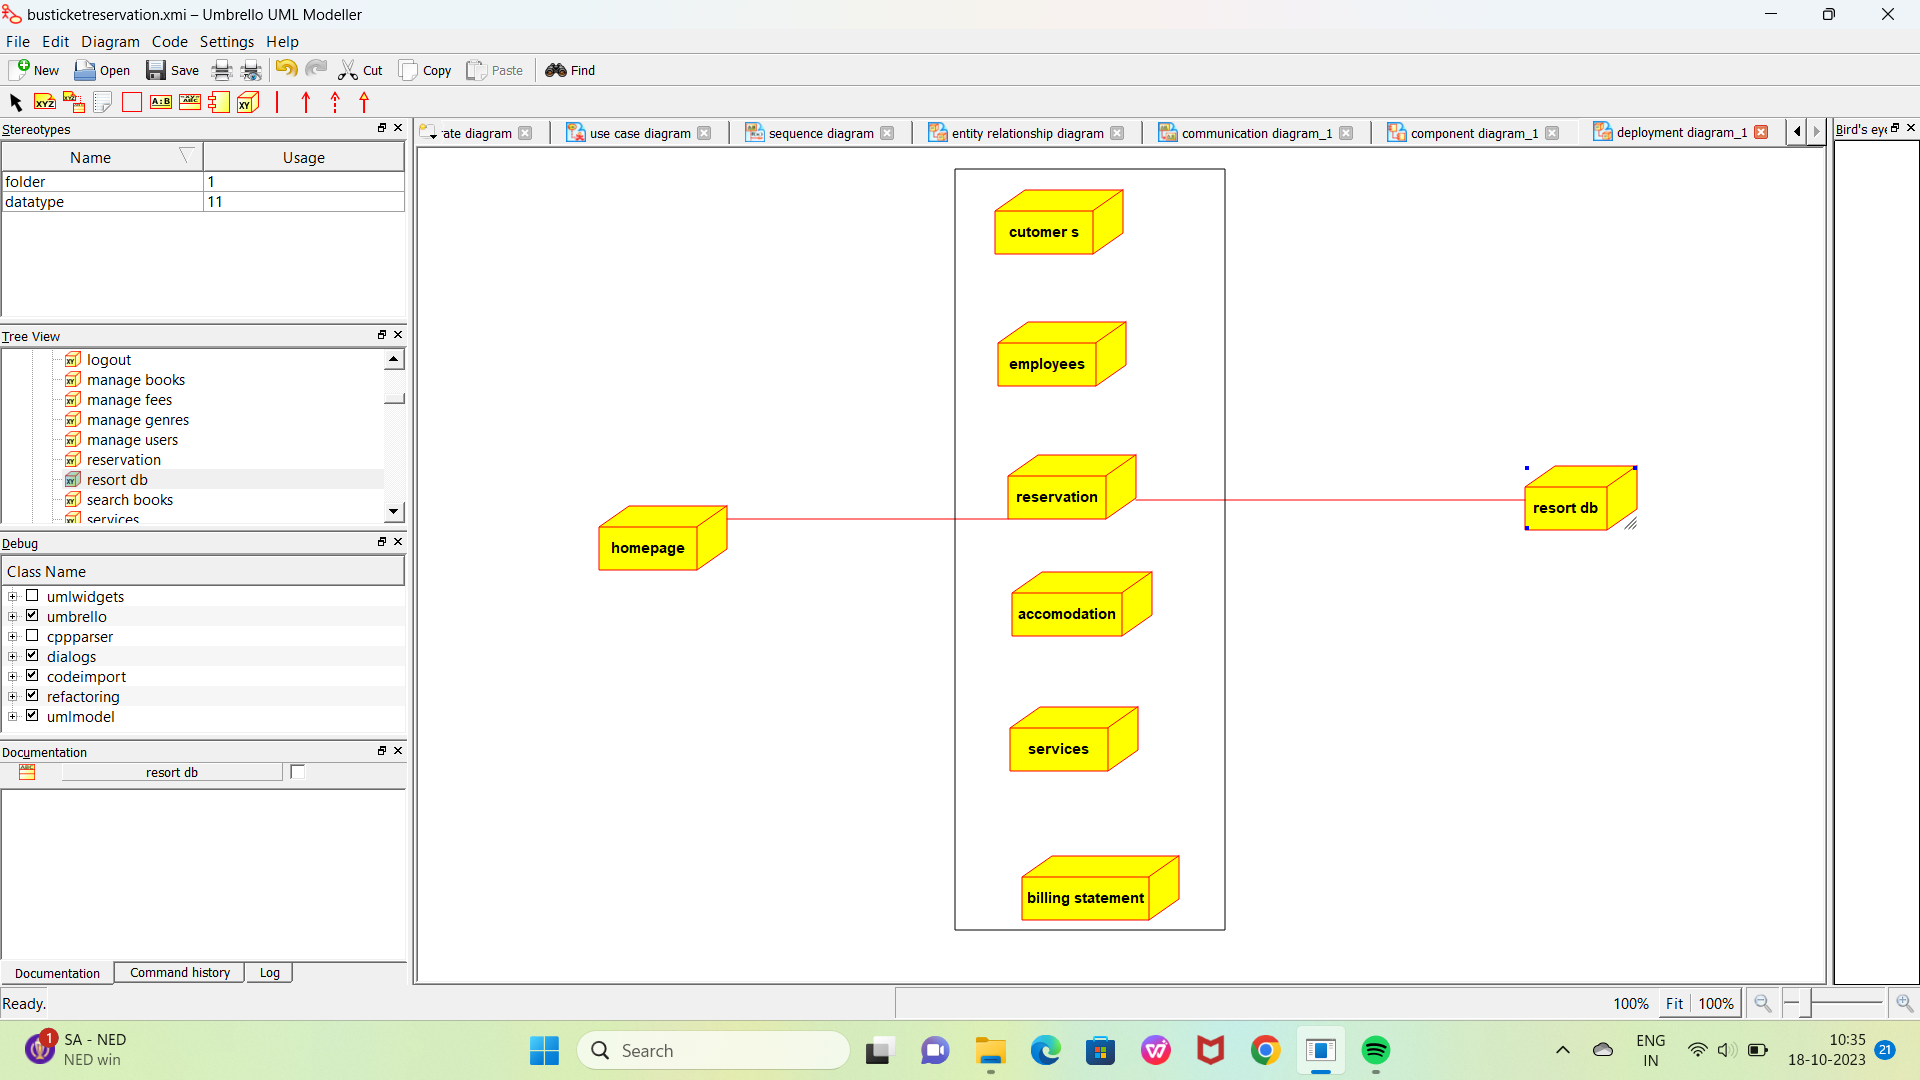 busticketreservation.xmi – Umbrello UML Modeller
File Edit Diagram Code Settings Help
New Open Save Cut Copy Paste Find
Stereotypes
Name Usage
folder 1
datatype 11
Tree View
logout
manage books
manage fees
manage genres
manage users
reservation
resort db
search books
services
Debug
Class Name
umlwidgets
umbrello
cppparser
dialogs
codeimport
refactoring
umlmodel
Documentation
resort db
Documentation Command history Log
Ready.
ate diagram use case diagram sequence diagram entity relationship diagram communication diagram_1 component diagram_1 deployment diagram_1
Bird's eye
cutomer s
employees
reservation
homepage
resort db
accomodation
services
billing statement
100% Fit 100%
1
SA - NED
NED win
Search
ENG
IN
10:35
18-10-2023
21